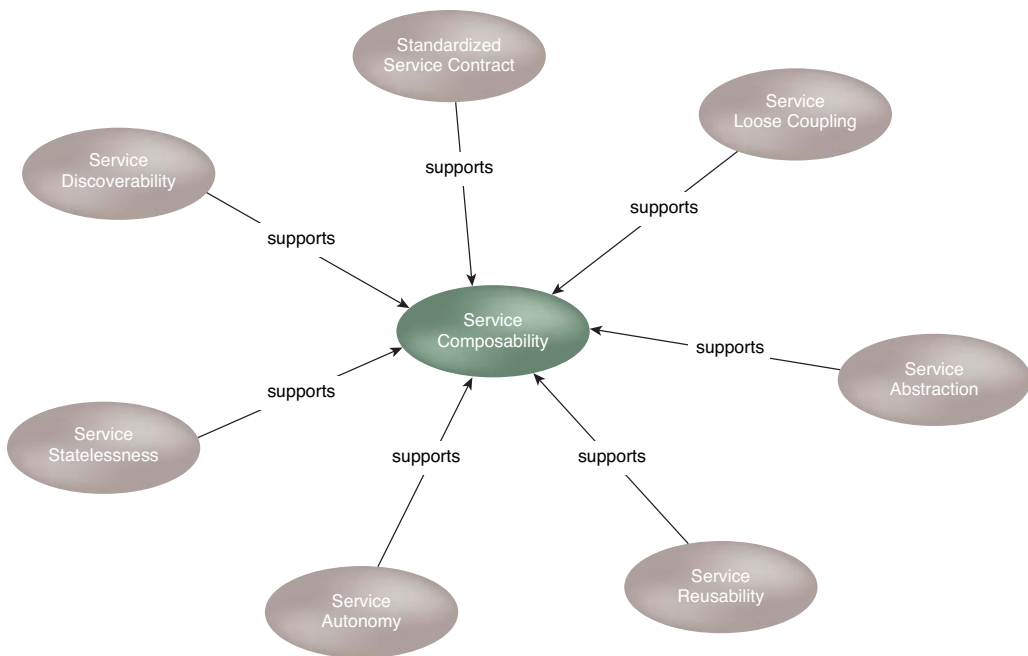 Standardized
Service Contract
Service
Loose Coupling
supports
Service
Discoverability
supports
supports
Service
Composability
supports
Service
Abstraction
supports
Service
Statelessness
supports
supports
Service
Reusability
Service
Autonomy